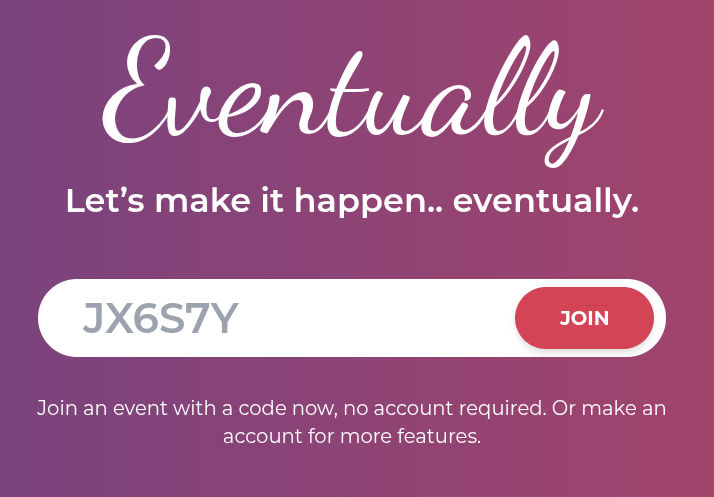 Eventually
Let’s make it happen.. eventually.
JX6S7Y
JOIN
Join an event with a code now, no account required. Or make an
account for more features.